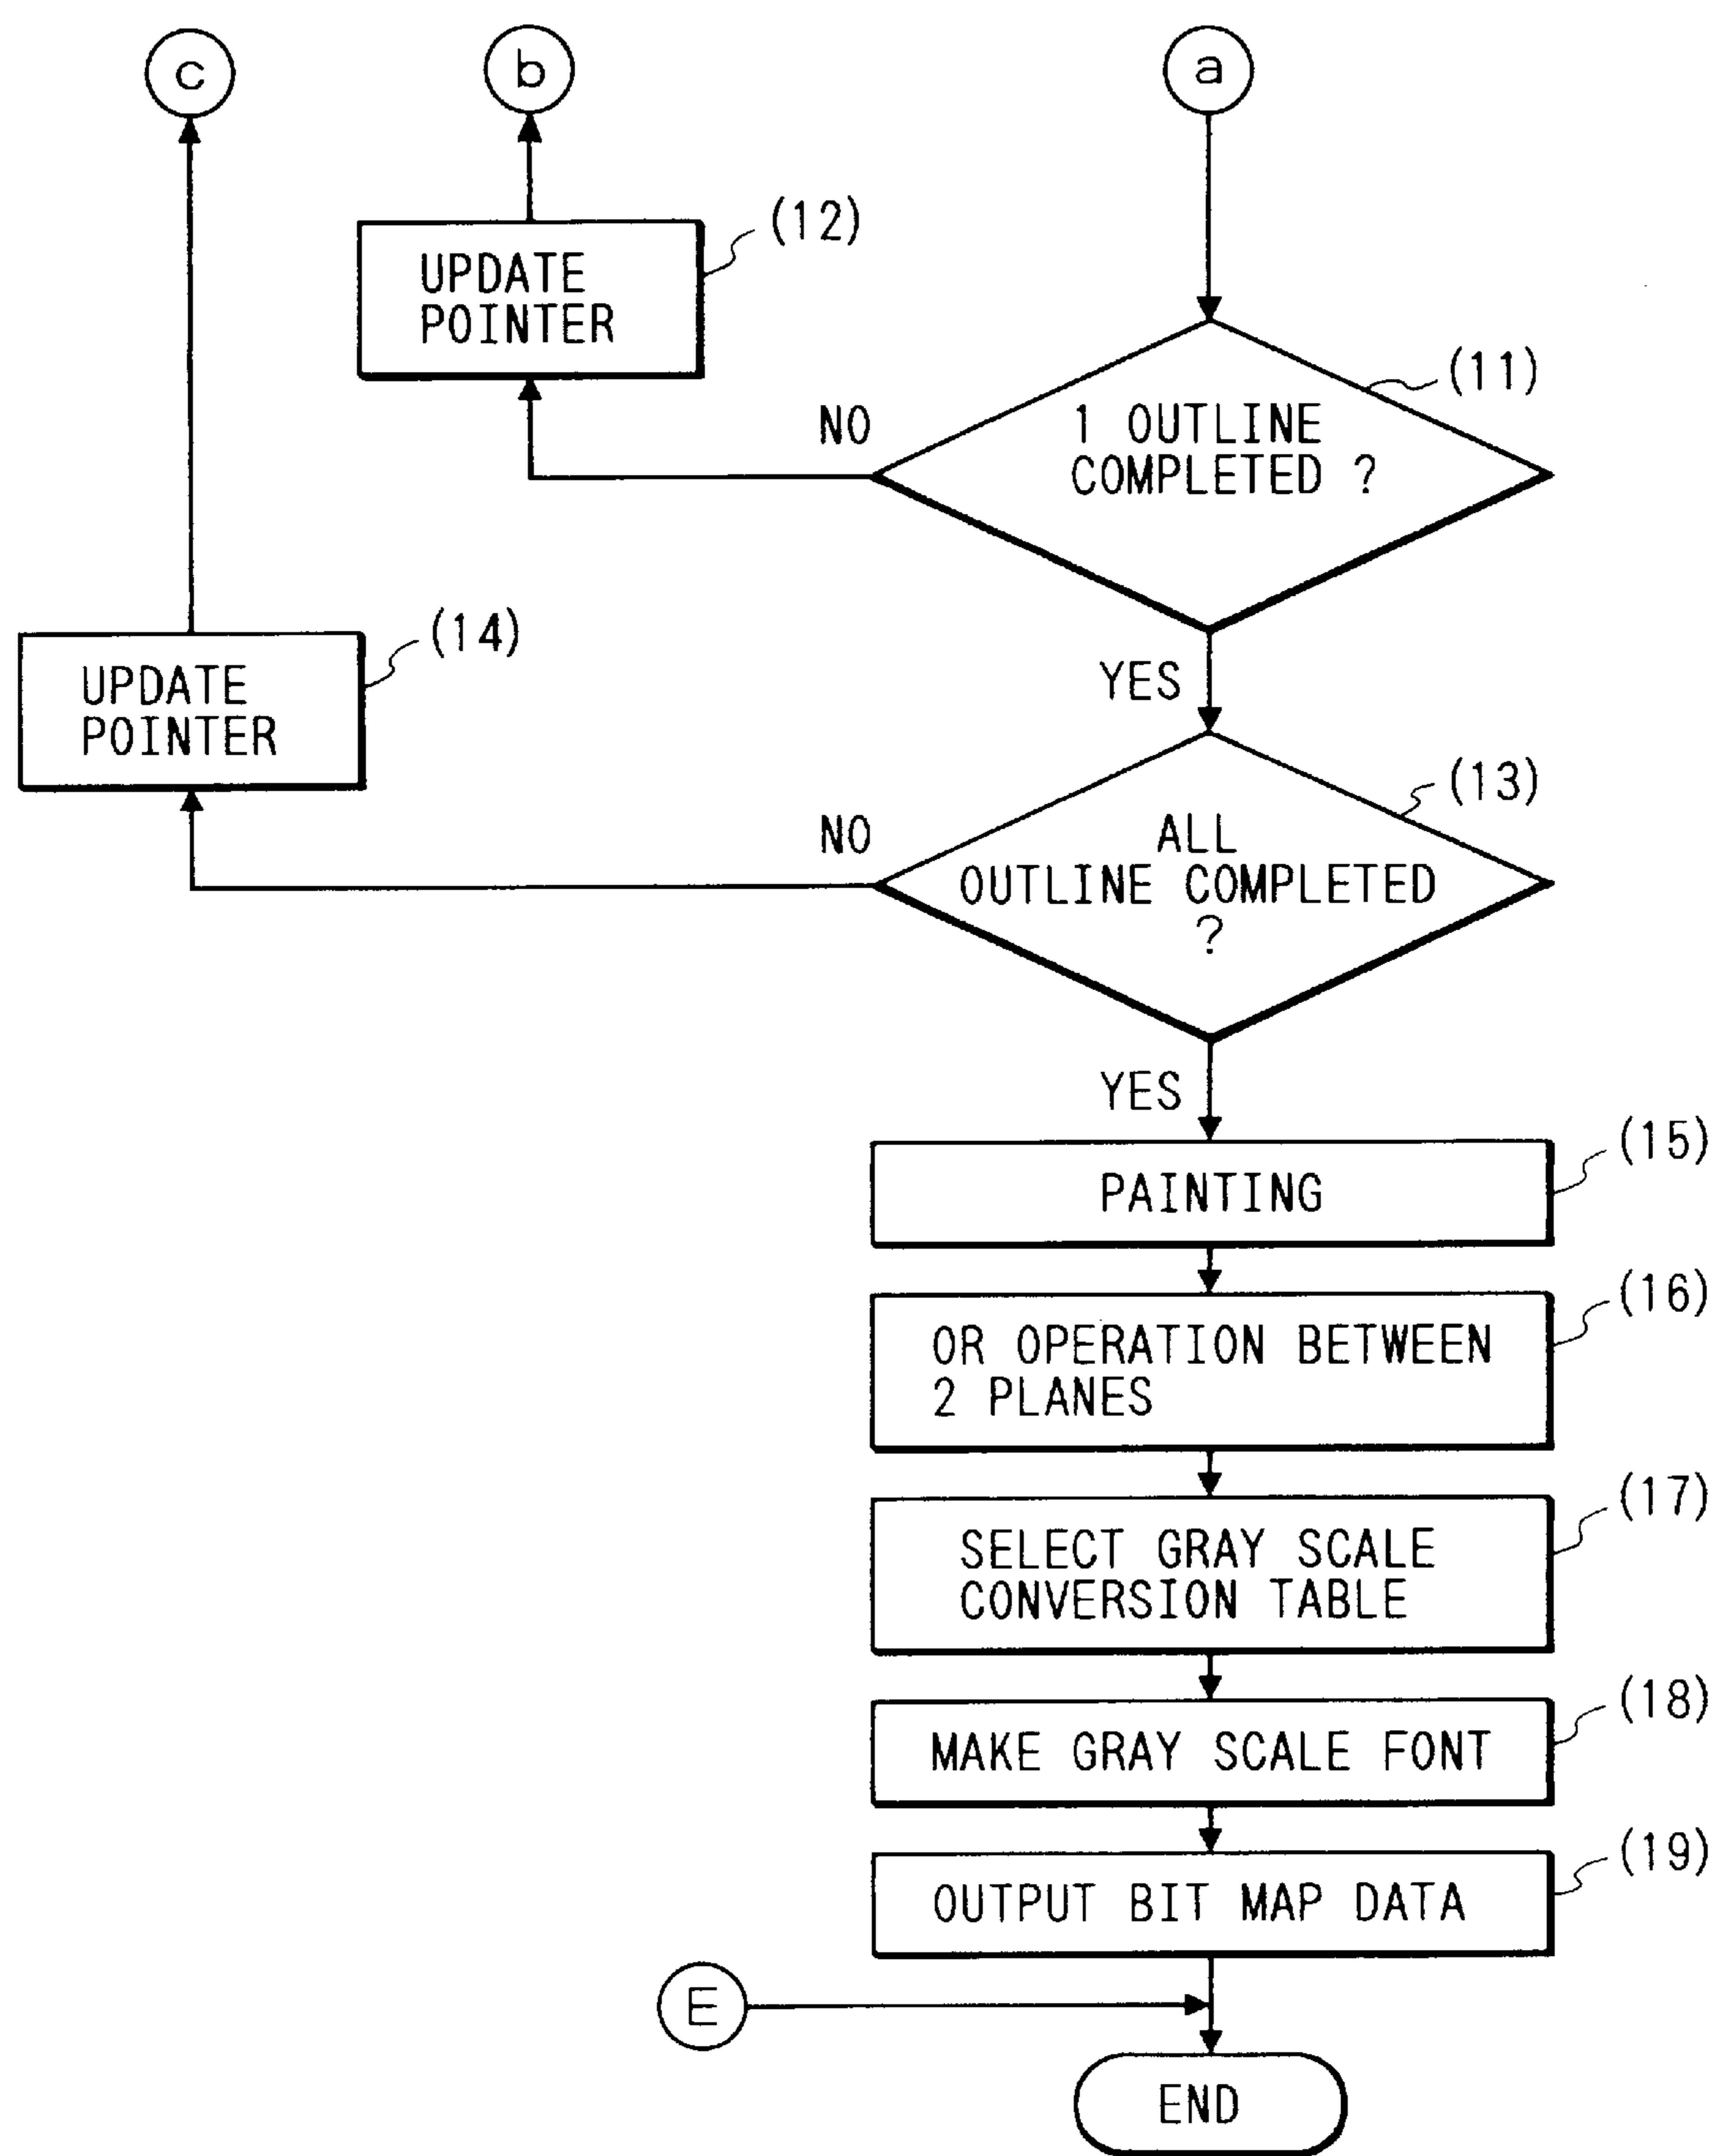 c
b
a
(12)
UPDATE
POINTER
(11)
NO
1 OUTLINE
COMPLETED ?
(14)
YES
UPDATE
POINTER
(13)
NO
ALL
OUTLINE COMPLETED
?
YES
(15)
PAINTING
(16)
OR OPERATION BETWEEN
2 PLANES
(17)
SELECT GRAY SCALE
CONVERSION TABLE
(18)
MAKE GRAY SCALE FONT
(19)
OUTPUT BIT MAP DATA
E
END